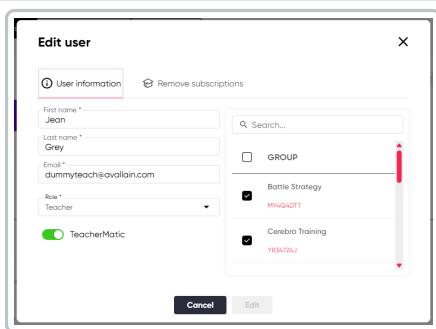 Edit user
User information
Remove subscriptions
First name *
Jean
Last name *
Grey
Email *
dummyteach@avallain.com
Role *
Teacher
TeacherMatic
Search...
GROUP
Battle Strategy
MY4Q4DTT
Cerebro Training
YR347Z4J
Cancel
Edit